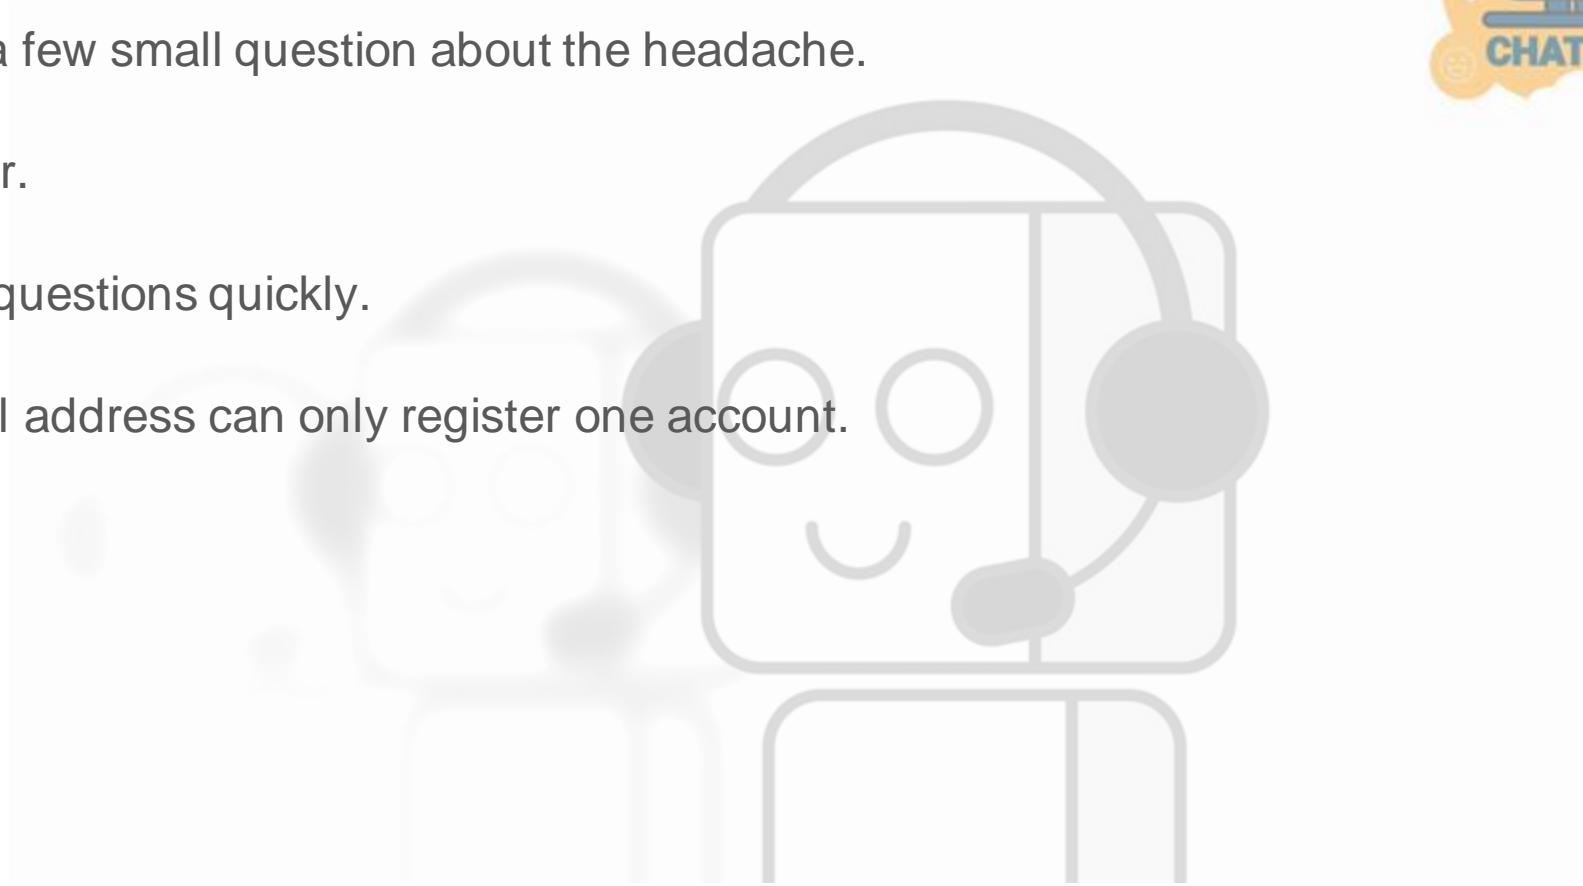 a few small question about the headache.
r.
questions quickly.
l address can only register one account.
CHAT